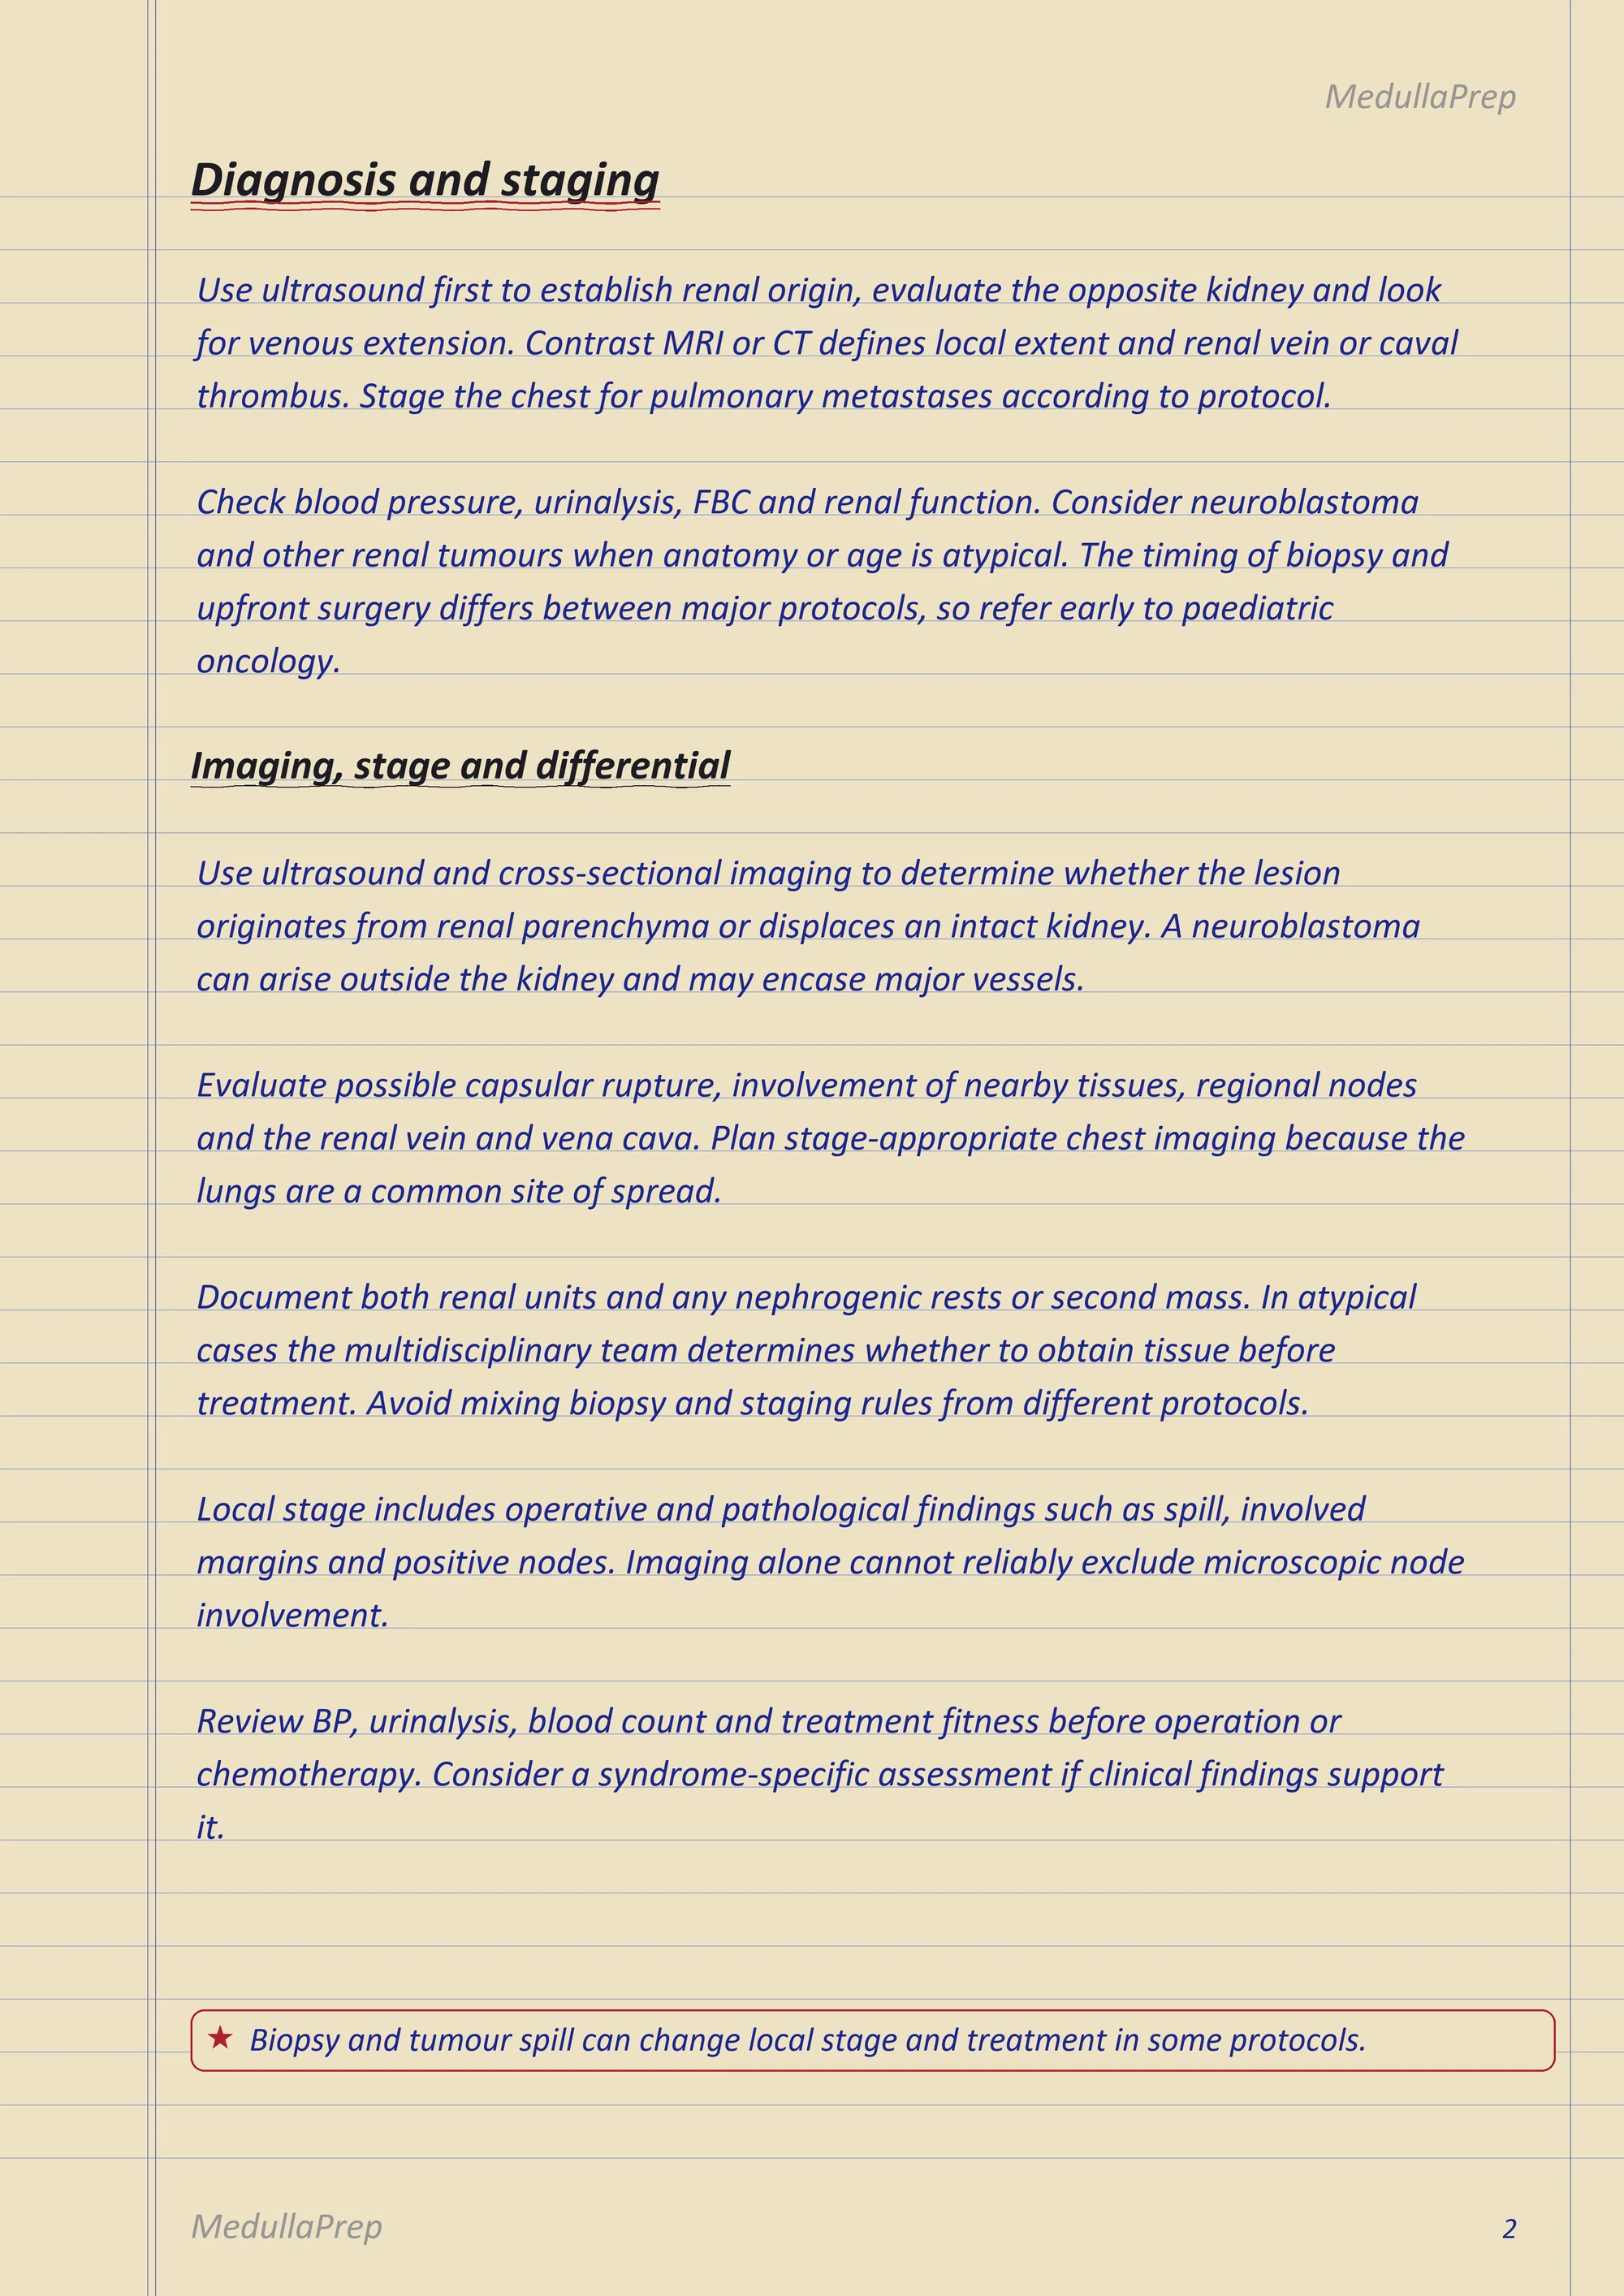 MedullaPrep
Diagnosis and staging
Use ultrasound first to establish renal origin, evaluate the opposite kidney and look
for venous extension. Contrast MRI or CT defines local extent and renal vein or caval
thrombus. Stage the chest for pulmonary metastases according to protocol.
Check blood pressure, urinalysis, FBC and renal function. Consider neuroblastoma
and other renal tumours when anatomy or age is atypical. The timing of biopsy and
upfront surgery differs between major protocols, so refer early to paediatric
oncology.
Imaging, stage and differential
Use ultrasound and cross-sectional imaging to determine whether the lesion
originates from renal parenchyma or displaces an intact kidney. A neuroblastoma
can arise outside the kidney and may encase major vessels.
Evaluate possible capsular rupture, involvement of nearby tissues, regional nodes
and the renal vein and vena cava. Plan stage-appropriate chest imaging because the
lungs are a common site of spread.
Document both renal units and any nephrogenic rests or second mass. In atypical
cases the multidisciplinary team determines whether to obtain tissue before
treatment. Avoid mixing biopsy and staging rules from different protocols.
Local stage includes operative and pathological findings such as spill, involved
margins and positive nodes. Imaging alone cannot reliably exclude microscopic node
involvement.
Review BP, urinalysis, blood count and treatment fitness before operation or
chemotherapy. Consider a syndrome-specific assessment if clinical findings support
it.
★ Biopsy and tumour spill can change local stage and treatment in some protocols.
MedullaPrep
2